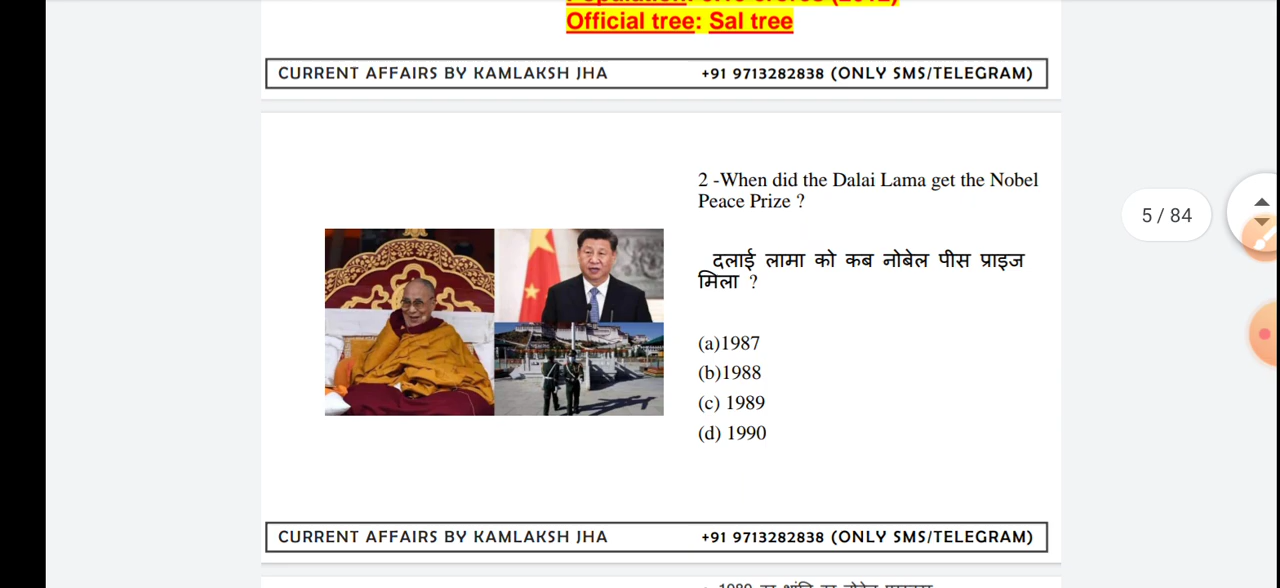 Official tree: Sal tree
CURRENT AFFAIRS BY KAMLAKSH JHA +91 9713282838 (ONLY SMS/TELEGRAM)
2 -When did the Dalai Lama get the Nobel
Peace Prize ?
दलाई लामा को कब नोबेल पीस प्राइज
मिला ?
(a)1987
(b)1988
(c) 1989
(d) 1990
5 / 84
CURRENT AFFAIRS BY KAMLAKSH JHA +91 9713282838 (ONLY SMS/TELEGRAM)